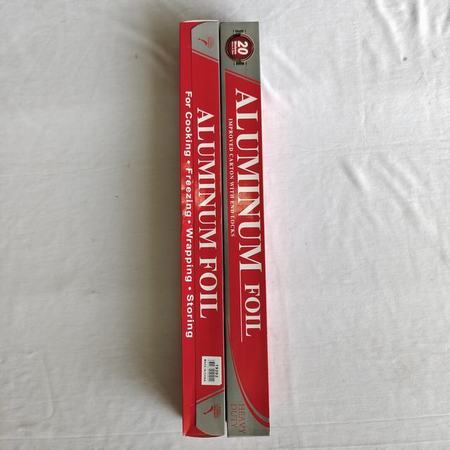 ALUMINUM FOIL
For Cooking • Freezing • Wrapping • Storing
20
ALUMINUM FOIL
IMPROVED CARTON WITH END LOCKS
HEAVY
DUTY